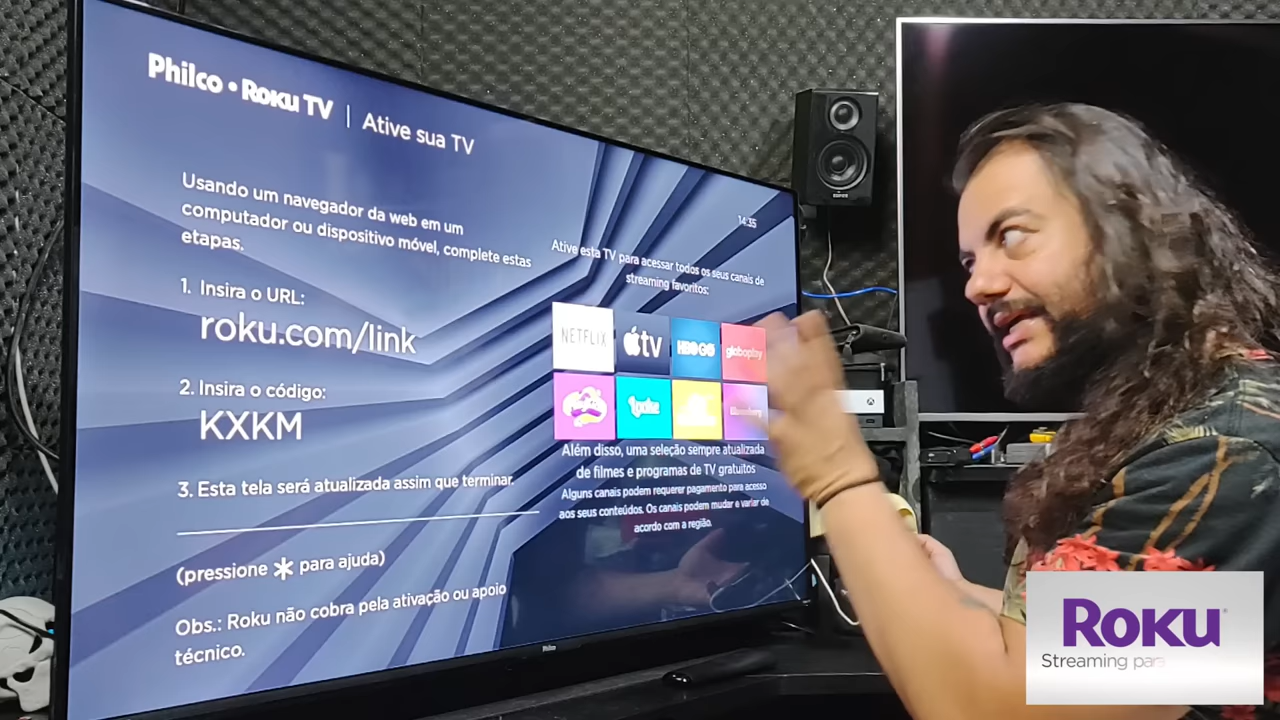 Philco • Roku TV | Ative sua TV
14:35
Usando um navegador da web em um
computador ou dispositivo móvel, complete estas
etapas.
1. Insira o URL:
roku.com/link
2. Insira o código:
KXKM
3. Esta tela será atualizada assim que terminar.
(pressione * para ajuda)
Obs.: Roku não cobra pela ativação ou apoio
técnico.
Ative esta TV para acessar todos os seus canais de
streaming favoritos:
NETFLIX
tv
HBO GO
globoplay
Looke
Bloomberg
Além disso, uma seleção sempre atualizada
de filmes e programas de TV gratuitos
Alguns canais podem requerer pagamento para acesso
aos seus conteúdos. Os canais podem mudar e variar de
acordo com a região.
Philco
ROKU
Streaming para